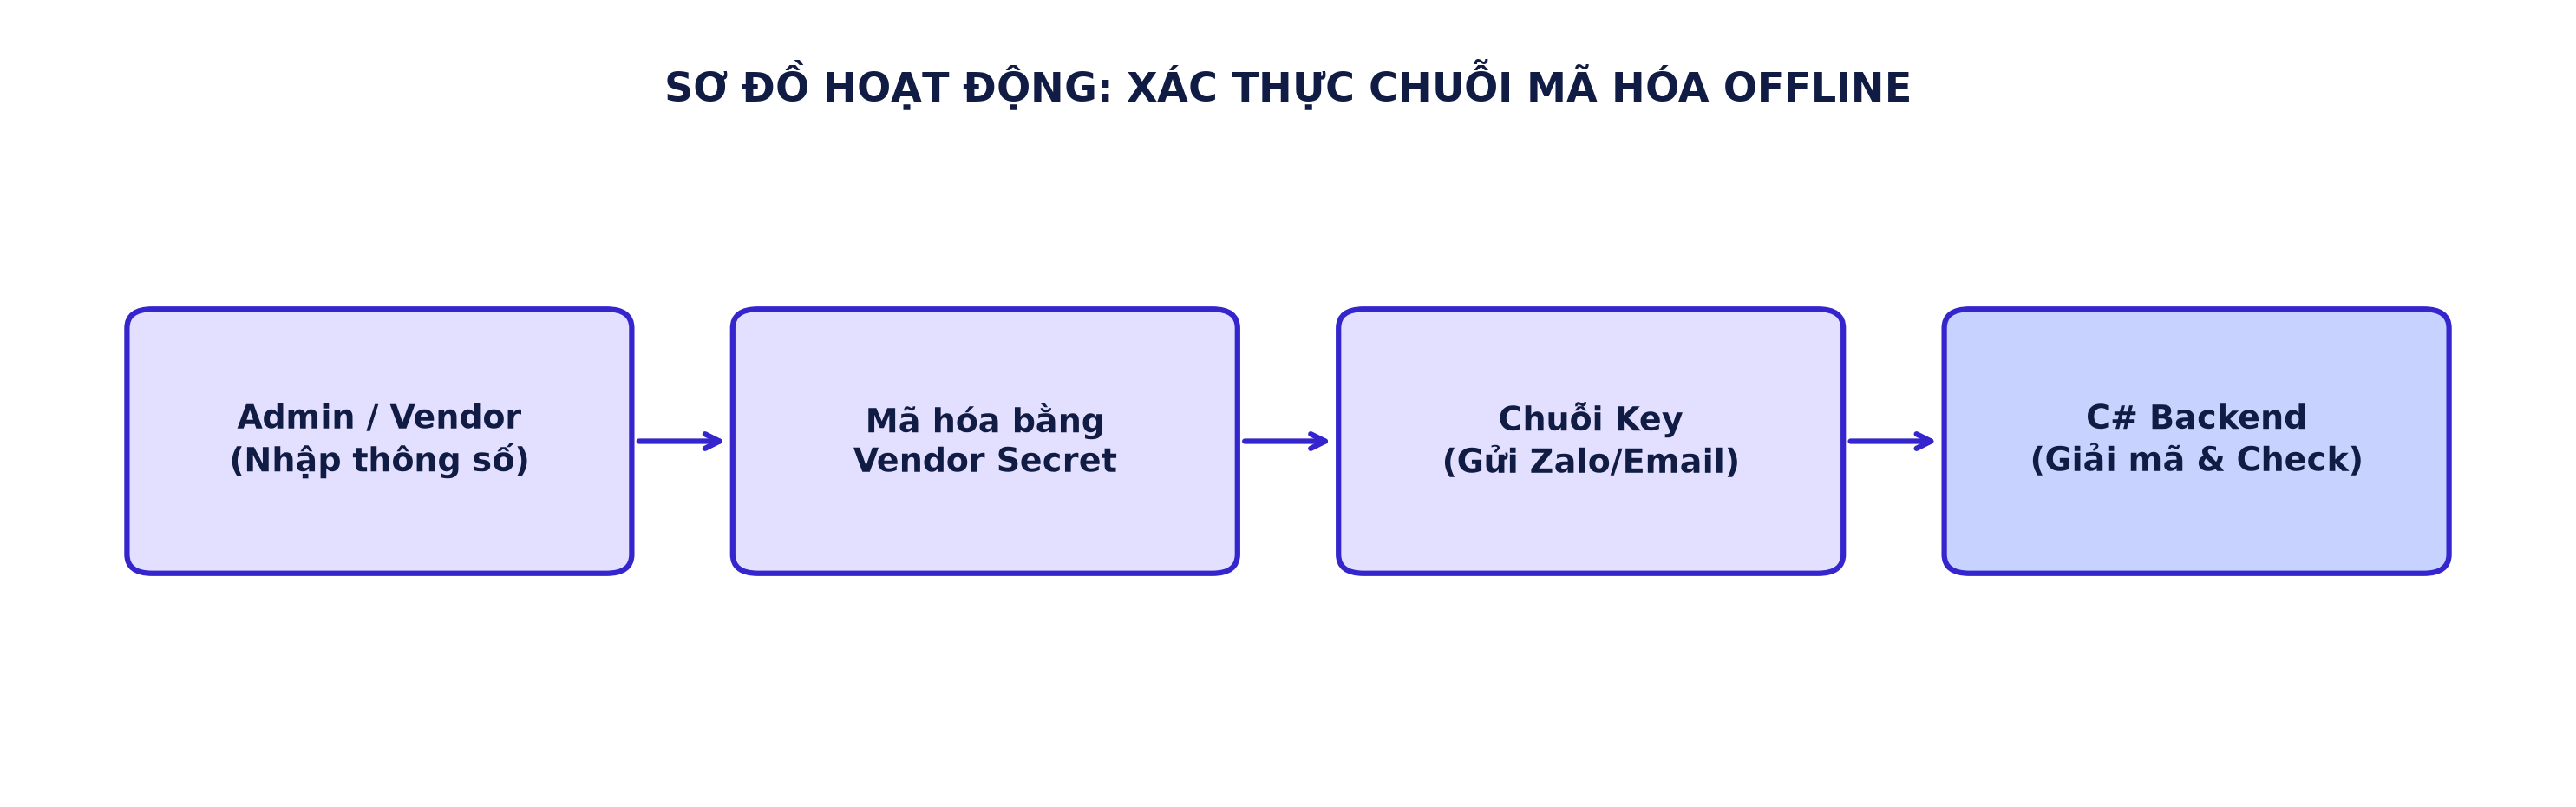 SƠ ĐỒ HOẠT ĐỘNG: XÁC THỰC CHUỖI MÃ HÓA OFFLINE
Admin / Vendor
(Nhập thông số)
Mã hóa bằng
Vendor Secret
Chuỗi Key
(Gửi Zalo/Email)
C# Backend
(Giải mã & Check)